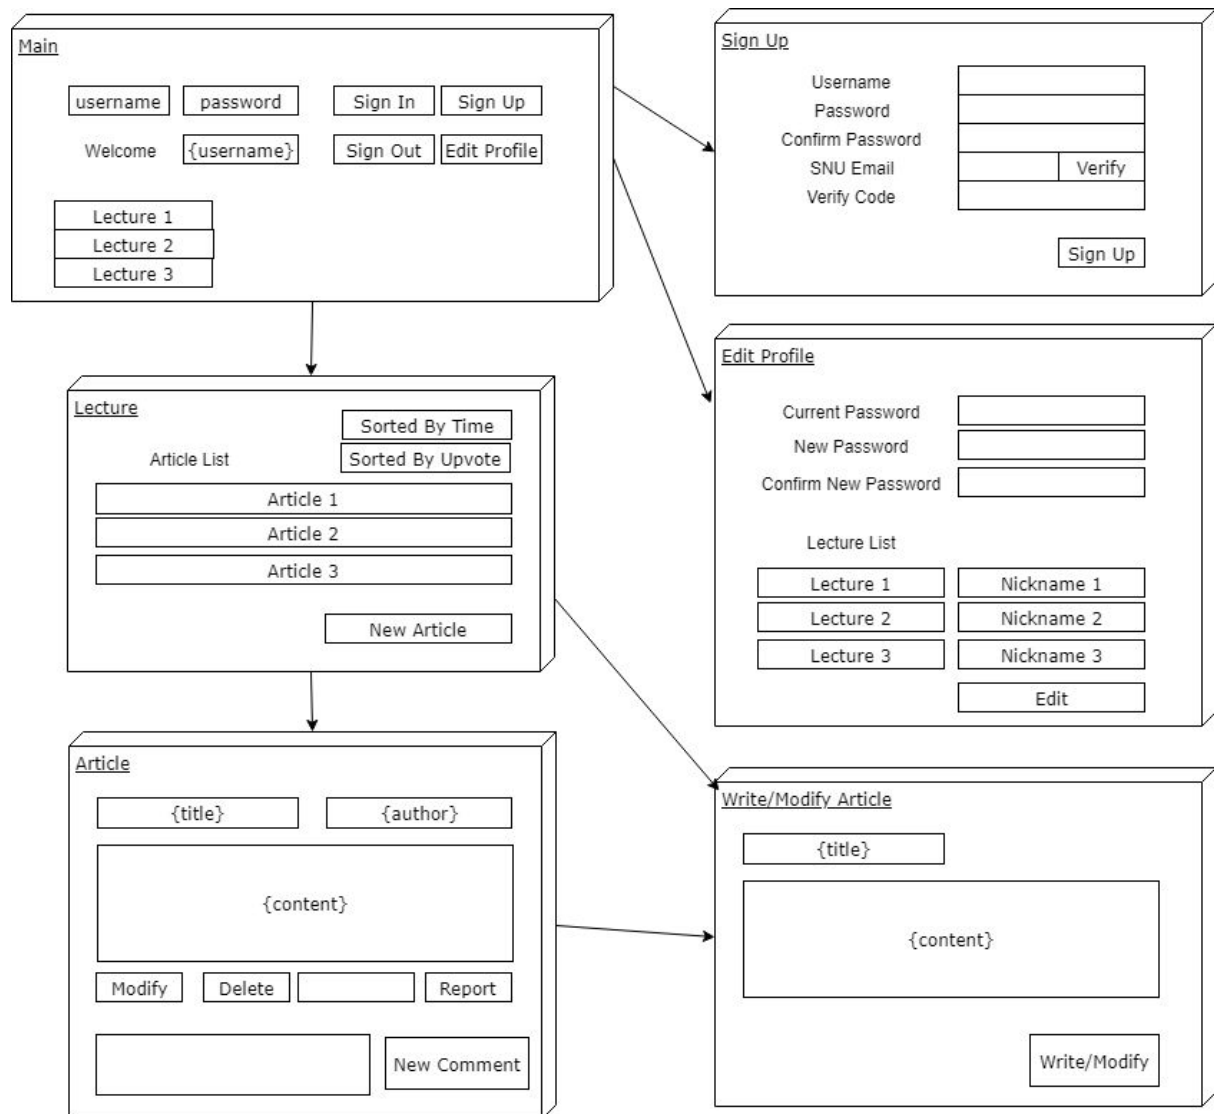 Main
username password Sign In Sign Up
Welcome {username} Sign Out Edit Profile
Lecture 1
Lecture 2
Lecture 3
Sign Up
Username
Password
Confirm Password
SNU Email Verify
Verify Code
Sign Up
Lecture
Sorted By Time
Article List Sorted By Upvote
Article 1
Article 2
Article 3
New Article
Edit Profile
Current Password
New Password
Confirm New Password
Lecture List
Lecture 1 Nickname 1
Lecture 2 Nickname 2
Lecture 3 Nickname 3
Edit
Article
{title} {author}
{content}
Modify Delete Report
New Comment
Write/Modify Article
{title}
{content}
Write/Modify